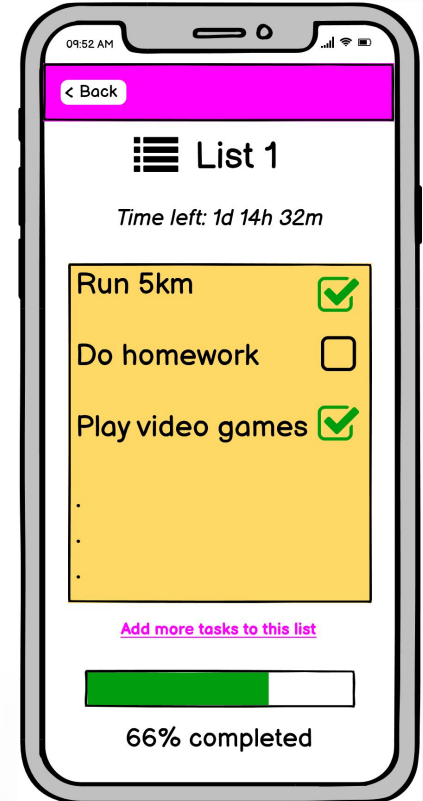 09:52 AM
< Back
List 1
Time left: 1d 14h 32m
Run 5km
Do homework
Play video games
.
.
.
Add more tasks to this list
66% completed